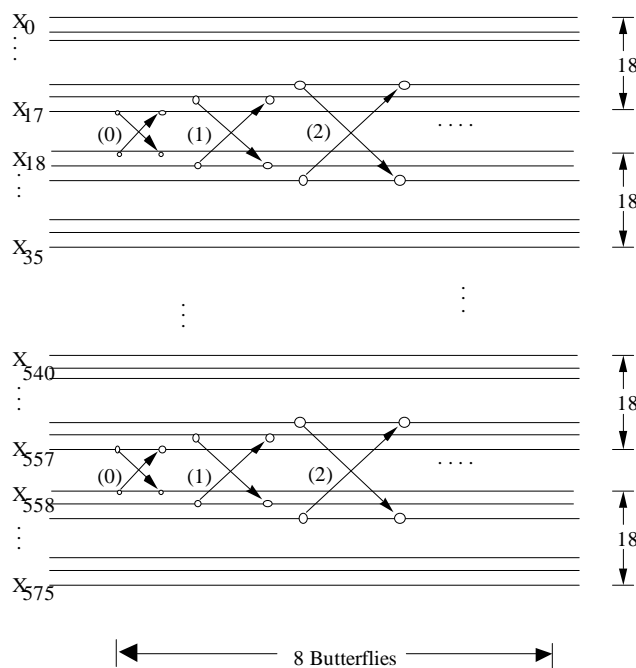 X0
18
X17
(0) (1) (2)
X18
18
X35
X540
18
X557
(0) (1) (2)
X558
18
X575
8 Butterflies